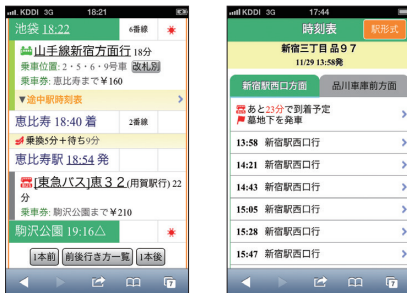 KDDI 3G 18:21
池袋 18:22 6番線
山手線新宿方面行 18分
乗車位置: 2・5・6・9号車 改札別
乗車券: 恵比寿まで￥160
▼途中駅時刻表
恵比寿 18:40 着 2番線
乗換5分＋待ち9分
恵比寿駅 18:54 発
[東急バス]恵３２(用賀駅行) 22
分
乗車券: 駒沢公園まで￥210
駒沢公園 19:16△
1本前 前後行き方一覧 1本後
KDDI 3G 17:44
時刻表 駅形式
新宿三丁目 品９７
11/29 13:58発
新宿駅西口方面 品川車庫前方面
あと23分で到着予定
墓地下を発車
13:58 新宿駅西口行
14:21 新宿駅西口行
14:43 新宿駅西口行
15:05 新宿駅西口行
15:28 新宿駅西口行
15:47 新宿駅西口行